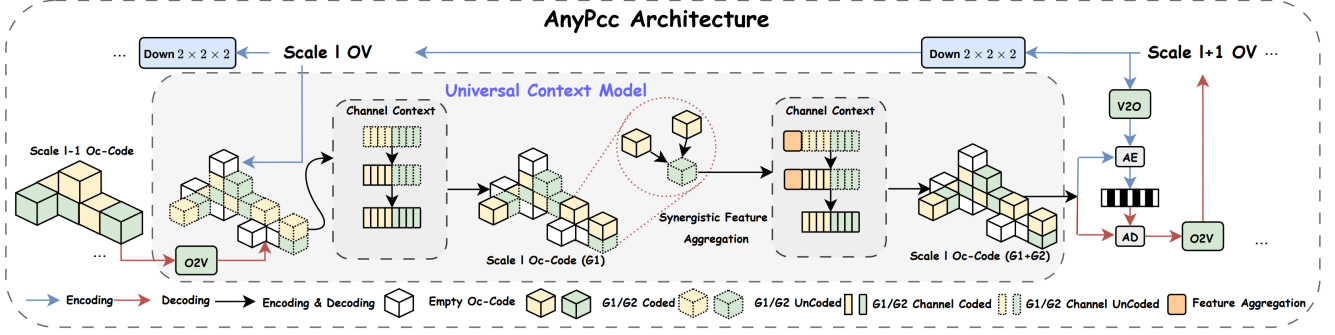 AnyPcc Architecture
...
Down 2 × 2 × 2
Scale l OV
Down 2 × 2 × 2
Scale l+1 OV ...
Universal Context Model
Channel Context
Channel Context
V2O
Scale l-1 Oc-Code
AE
Synergistic Feature
Aggregation
AD
O2V
O2V
...
...
Scale l Oc-Code (G1)
Scale l Oc-Code (G1+G2)
Encoding
Decoding
Encoding & Decoding
Empty Oc-Code
G1/G2 Coded
G1/G2 UnCoded
G1/G2 Channel Coded
G1/G2 Channel UnCoded
Feature Aggregation